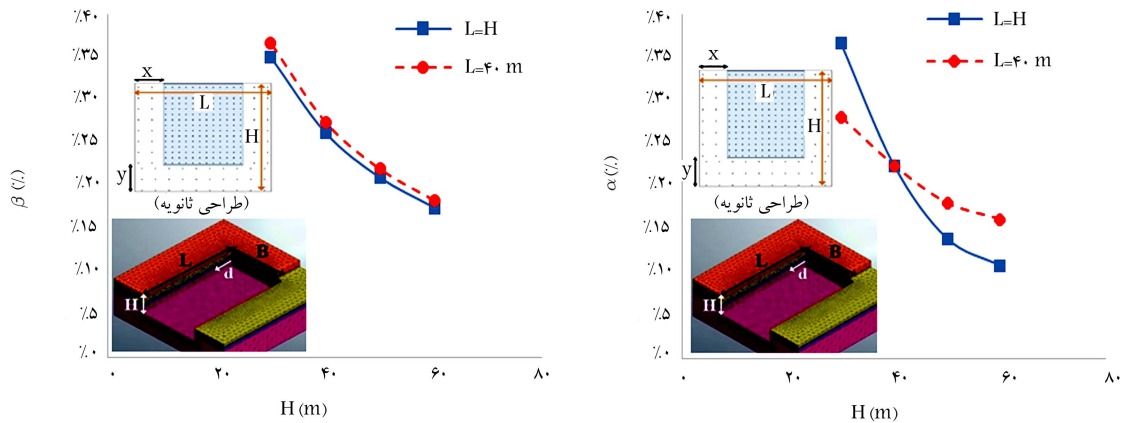 ٪۴۰
٪۳۵
٪۳۰
٪۲۵
٪۲۰
٪۱۵
٪۱۰
٪۵
٪۰
β (٪)
L=H
L=۴۰ m
X
L
H
y
(طراحی ثانویه)
L
B
d
H
۰
۲۰
۴۰
۶۰
۸۰
H (m)
٪۴۰
٪۳۵
٪۳۰
٪۲۵
٪۲۰
٪۱۵
٪۱۰
٪۵
٪۰
α (٪)
L=H
L=۴۰ m
X
L
H
y
(طراحی ثانویه)
L
B
d
H
۰
۲۰
۴۰
۶۰
۸۰
H (m)